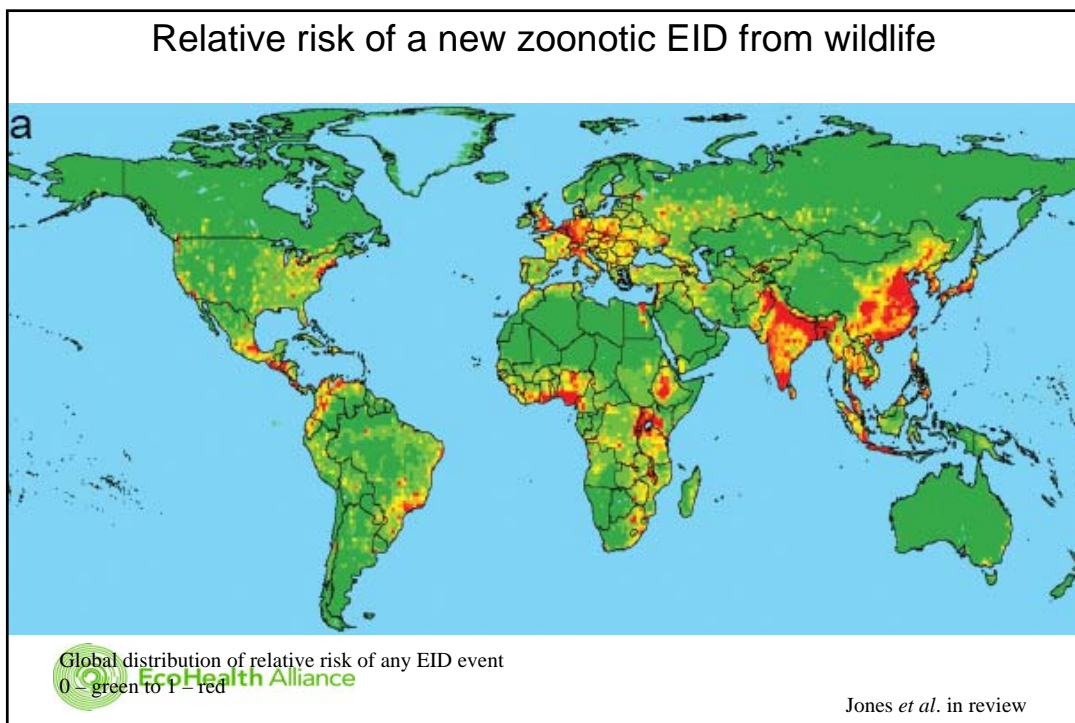 Relative risk of a new zoonotic EID from wildlife
a
Global distribution of relative risk of any EID event
EcoHealth Alliance
0 – green to 1 – red
Jones et al. in review